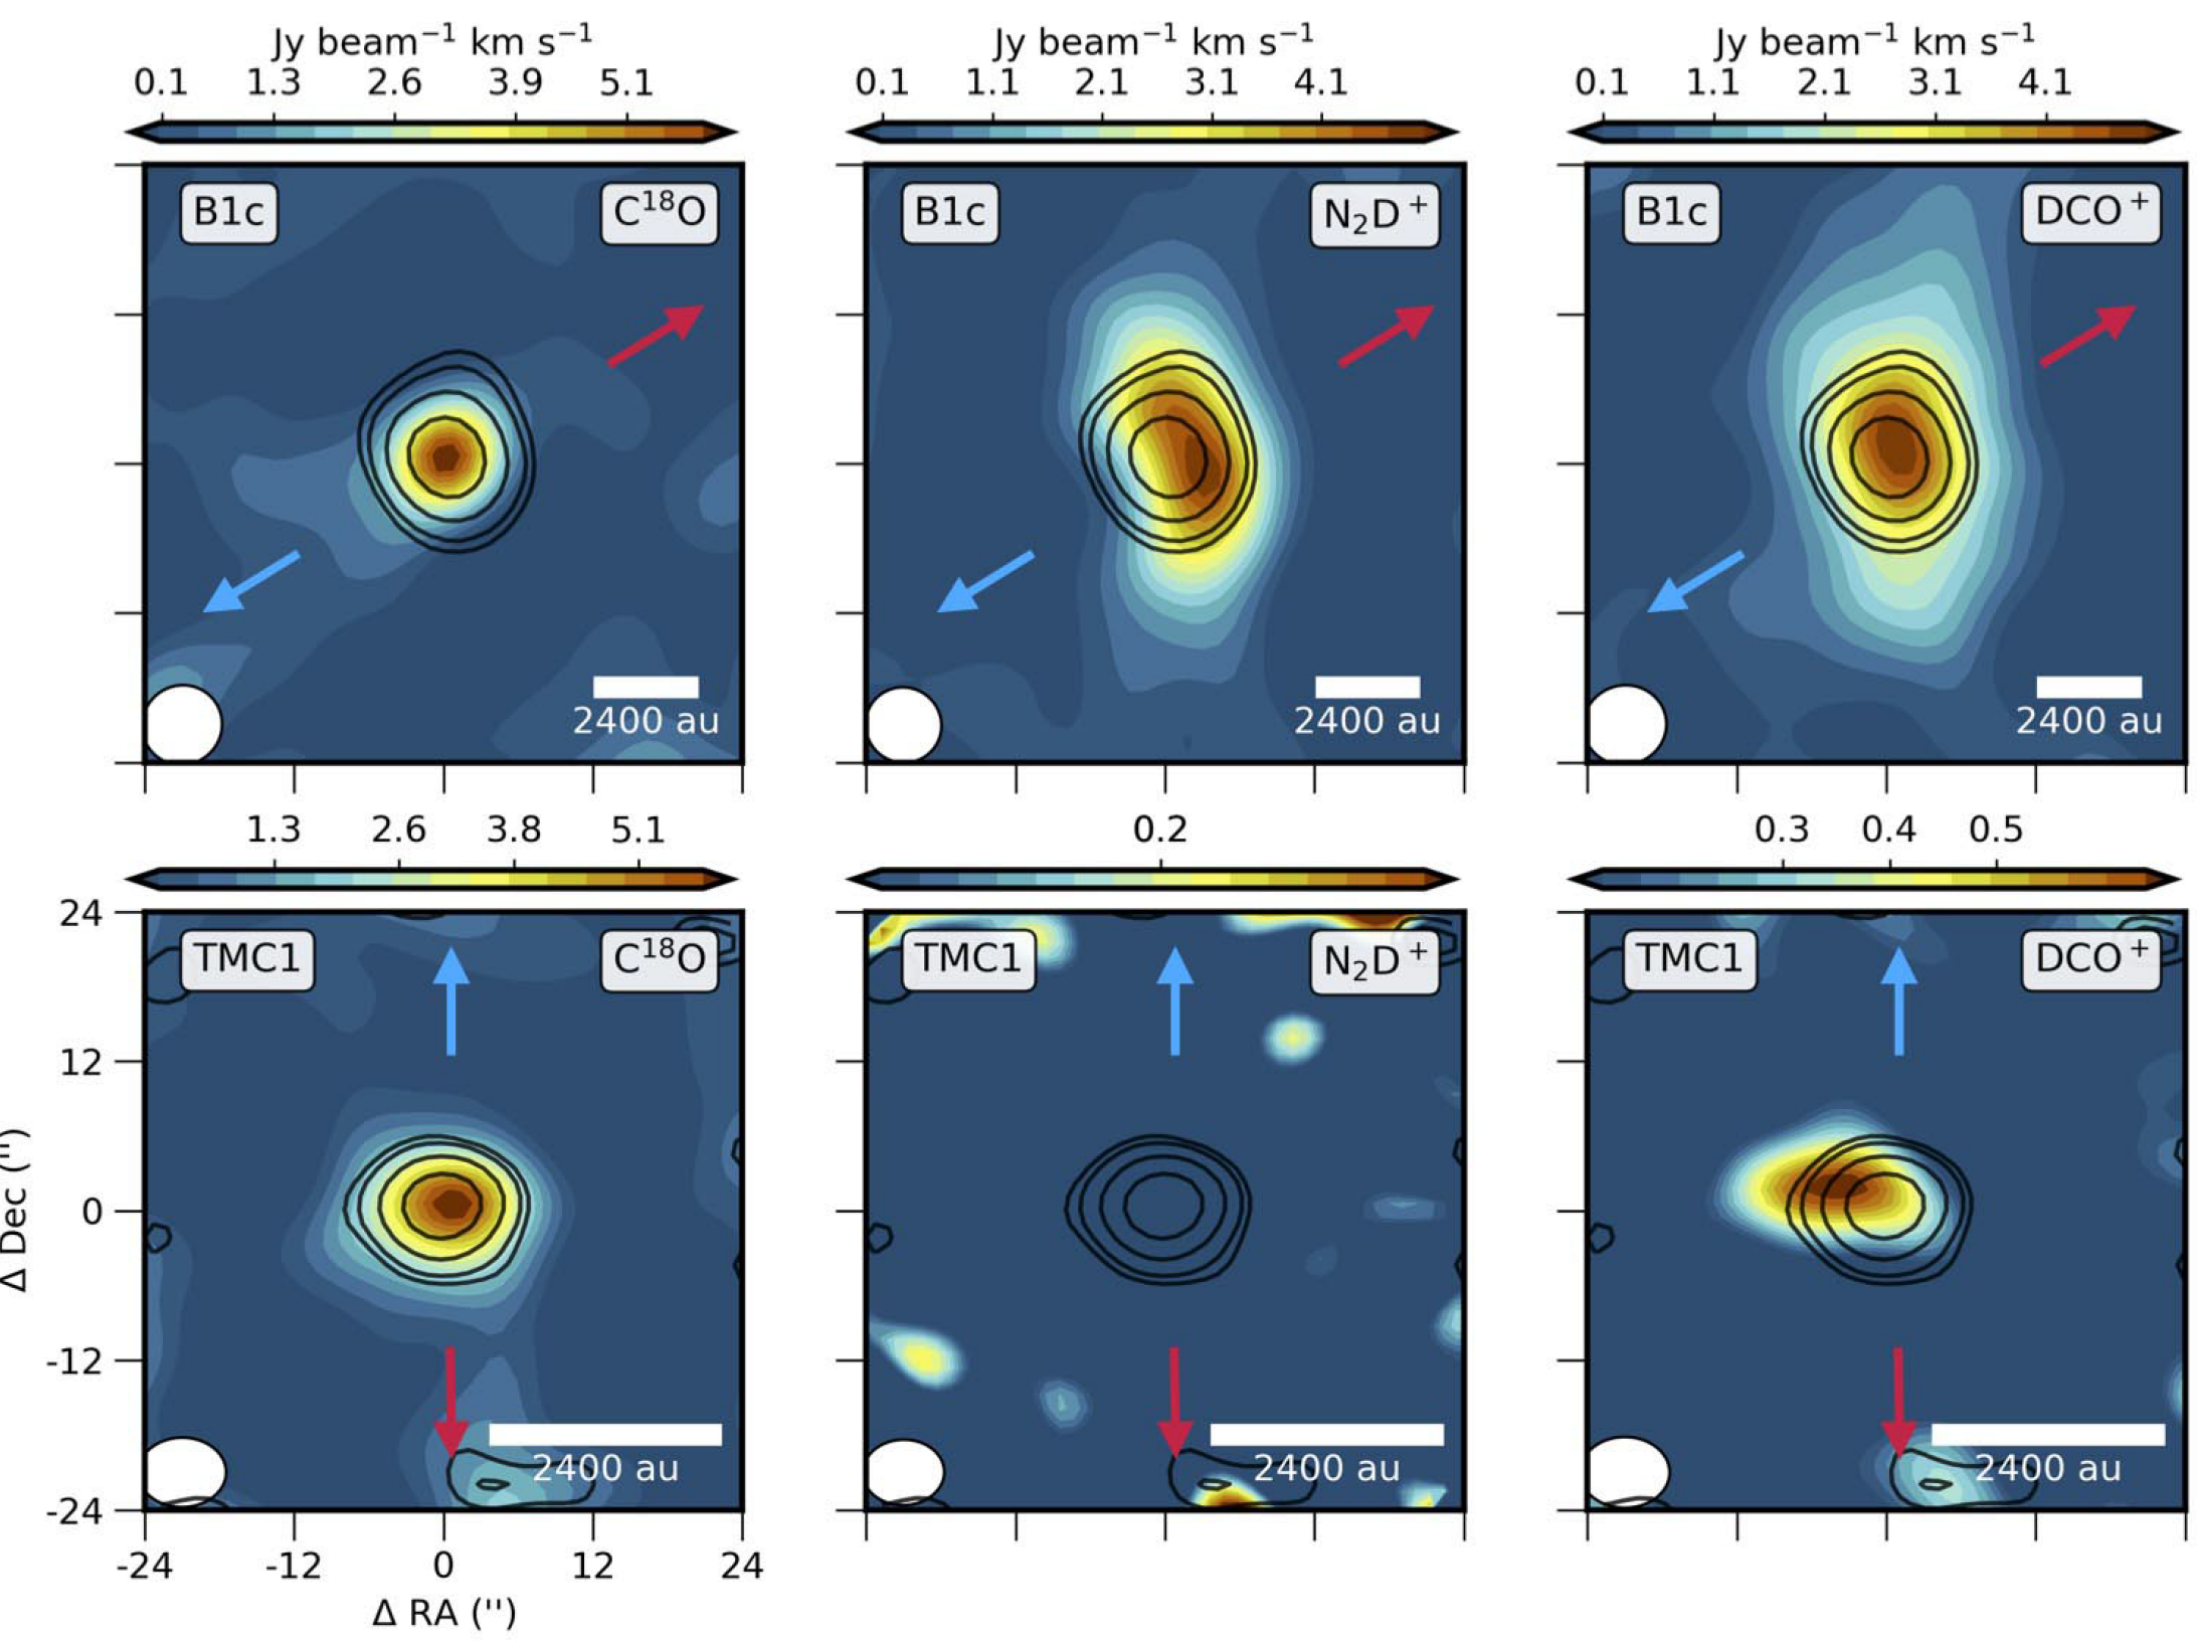 Jy beam⁻¹ km s⁻¹ Jy beam⁻¹ km s⁻¹ Jy beam⁻¹ km s⁻¹
0.1 1.3 2.6 3.9 5.1 0.1 1.1 2.1 3.1 4.1 0.1 1.1 2.1 3.1 4.1
B1c C¹⁸O B1c N₂D⁺ B1c DCO⁺
2400 au 2400 au 2400 au
1.3 2.6 3.8 5.1 0.2 0.3 0.4 0.5
24
TMC1 C¹⁸O TMC1 N₂D⁺ TMC1 DCO⁺
12
Δ Dec ('')
0
-12
2400 au 2400 au 2400 au
-24
-24 -12 0 12 24
Δ RA ('')